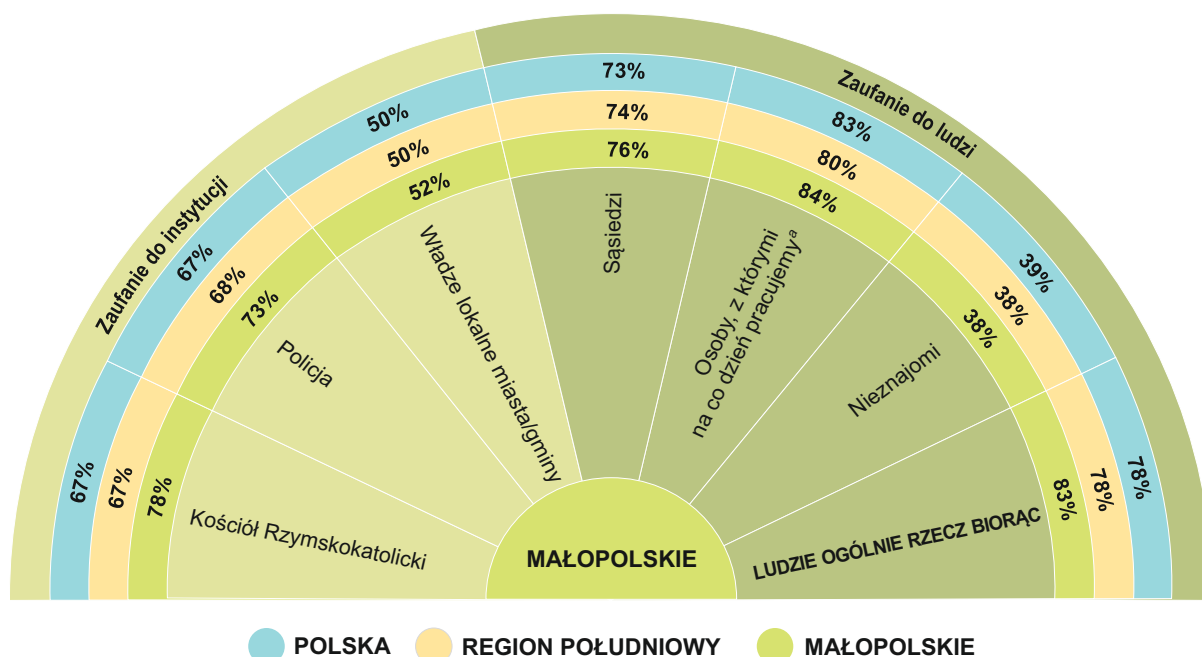 Zaufanie do instytucji
Zaufanie do ludzi
67%
67%
50%
73%
83%
39%
78%
67%
68%
50%
74%
80%
38%
78%
78%
73%
52%
76%
84%
38%
83%
Kościół Rzymskokatolicki
Policja
Władze lokalne miasta/gminy
Sąsiedzi
Osoby, z którymi
na co dzień pracujemyᵃ
Nieznajomi
LUDZIE OGÓLNIE RZECZ BIORĄC
MAŁOPOLSKIE
POLSKA
REGION POŁUDNIOWY
MAŁOPOLSKIE